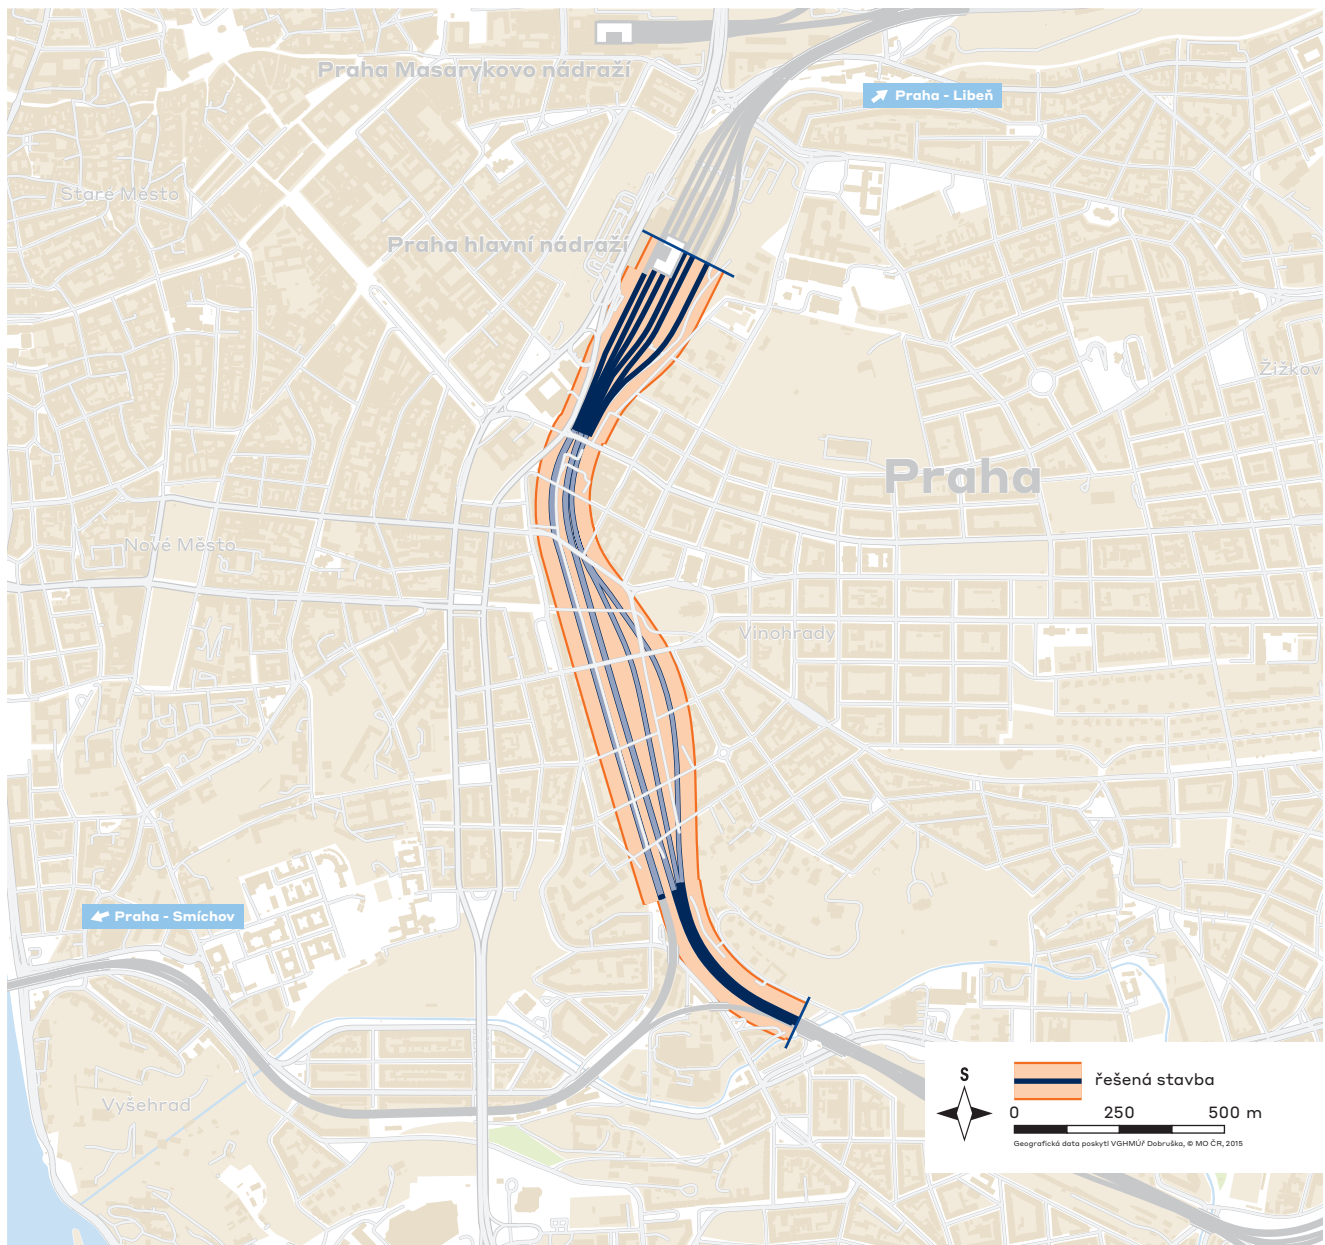 Praha Masarykovo nádraží
Praha - Libeň
Staré Město
Praha hlavní nádraží
Žižkov
Praha
Nové Město
Vinohrady
Praha - Smíchov
Vyšehrad
S
řešená stavba
0 250 500 m
Geografická data poskytl VGHMÚř Dobruška, © MO ČR, 2015